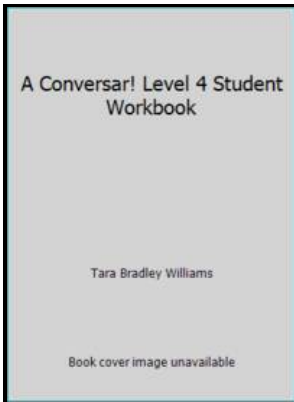 A Conversar! Level 4 Student
Workbook
Tara Bradley Williams
Book cover image unavailable